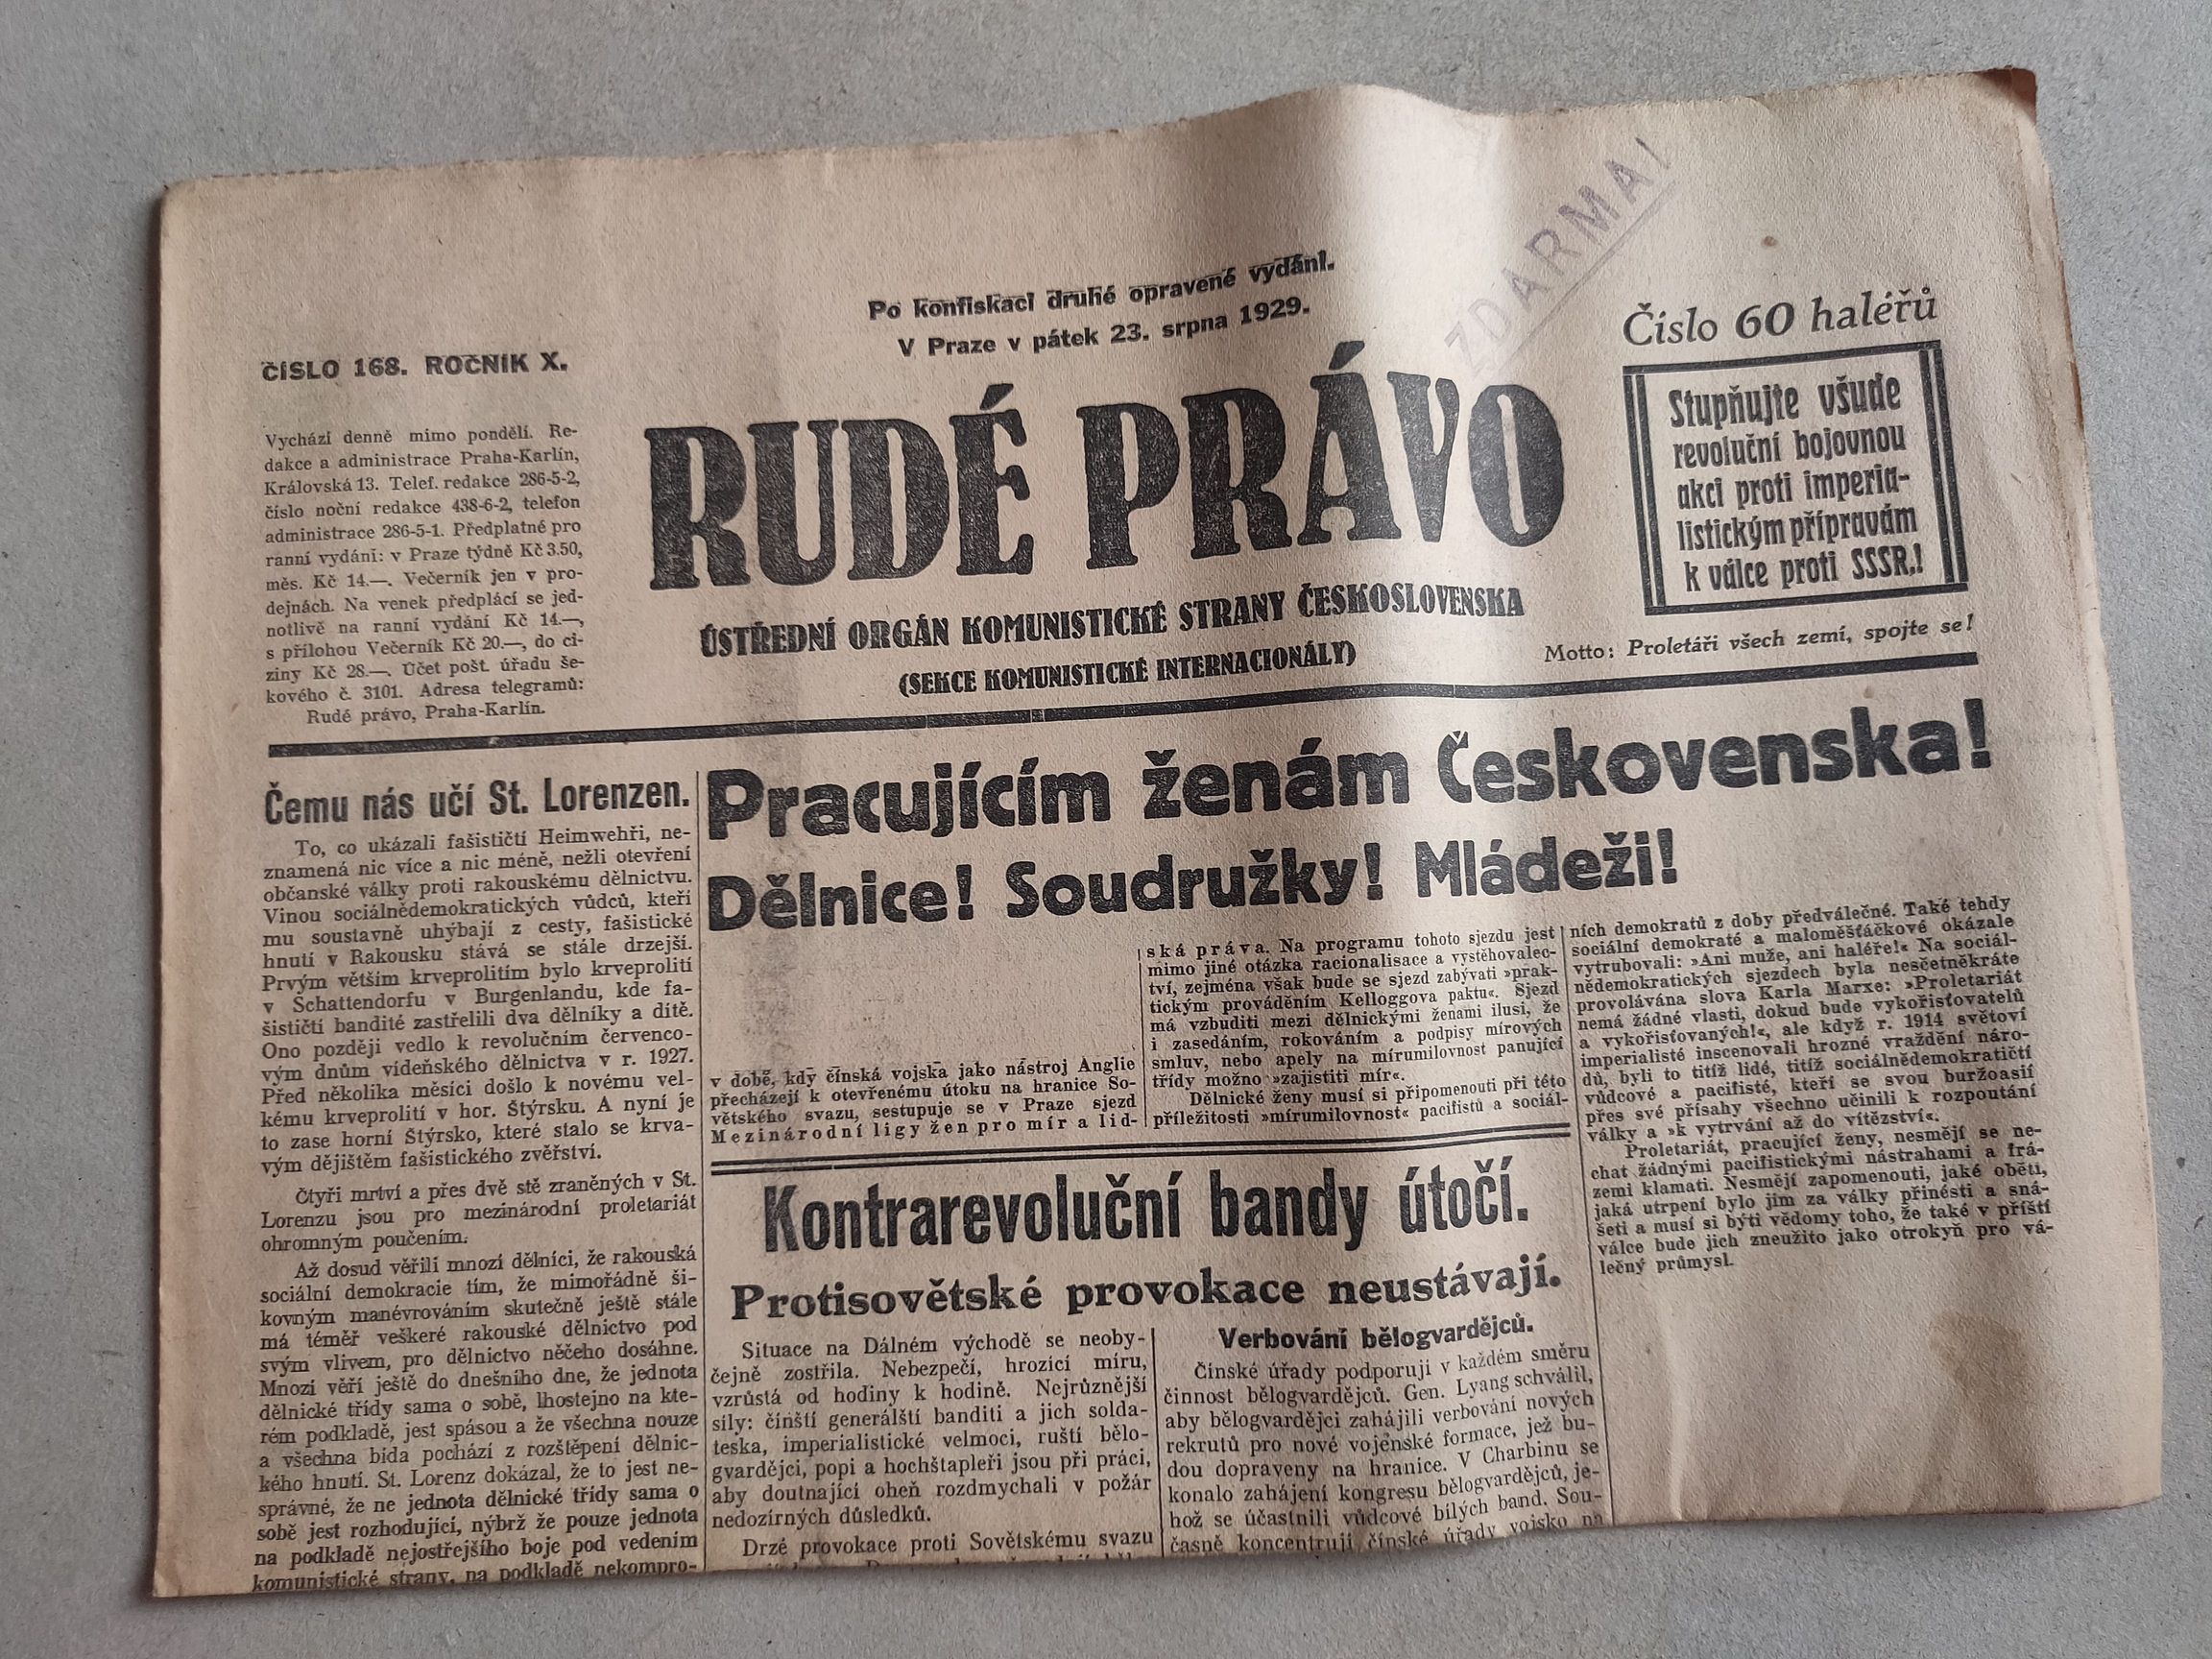 ZDARMA!
Po konfiskaci druhé opravené vydání.
V Praze v pátek 23. srpna 1929.
ČÍSLO 168. ROČNÍK X.
Vychází denně mimo pondělí. Re-
dakce a administrace Praha-Karlín,
Královská 13. Telef. redakce 286-5-2,
číslo noční redakce 438-6-2, telefon
administrace 286-5-1. Předplatné pro
ranní vydání: v Praze týdně Kč 3.50,
měs. Kč 14.—. Večerník jen v pro-
dejnách. Na venek předplácí se jed-
notlivě na ranní vydání Kč 14.—,
s přílohou Večerník Kč 20.—, do ci-
ziny Kč 28.—. Účet pošt. úřadu še-
kového č. 3101. Adresa telegramů:
Rudé právo, Praha-Karlín.
RUDÉ PRÁVO
ÚSTŘEDNÍ ORGÁN KOMUNISTICKÉ STRANY ČESKOSLOVENSKA
(SEKCE KOMUNISTICKÉ INTERNACIONÁLY)
Číslo 60 haléřů
Stupňujte všude
revoluční bojovnou
akci proti imperia-
listickým přípravám
k válce proti SSSR.!
Motto: Proletáři všech zemí, spojte se!
Čemu nás učí St. Lorenzen.
To, co ukázali fašističtí Heimwehři, ne-
znamená nic více a nic méně, nežli otevření
občanské války proti rakouskému dělnictvu.
Vinou sociálnědemokratických vůdců, kteří
mu soustavně uhýbají z cesty, fašistické
hnutí v Rakousku stává se stále drzejší.
Prvým větším krveprolitím bylo krveprolití
v Schattendorfu v Burgenlandu, kde fa-
šističtí bandité zastřelili dva dělníky a dítě.
Ono později vedlo k revolučním červenco-
vým dnům vídeňského dělnictva v r. 1927.
Před několika měsíci došlo k novému vel-
kému krveprolití v hor. Štýrsku. A nyní je
to zase horní Štýrsko, které stalo se krva-
vým dějištěm fašistického zvěrství.
Čtyři mrtví a přes dvě stě zraněných v St.
Lorenzu jsou pro mezinárodní proletariát
ohromným poučením.
Až dosud věřili mnozí dělníci, že rakouská
sociální demokracie tím, že mimořádně ši-
kovným manévrováním skutečně ještě stále
má téměř veškeré rakouské dělnictvo pod
svým vlivem, pro dělnictvo něčeho dosáhne.
Mnozí věří ještě do dnešního dne, že jednota
dělnické třídy sama o sobě, lhostejno na kte-
rém podkladě, jest spásou a že všechna nouze
a všechna bída pochází z rozštěpení dělnic-
kého hnutí. St. Lorenz dokázal, že to jest ne-
správné, že ne jednota dělnické třídy sama o
sobě jest rozhodující, nýbrž že pouze jednota
na podkladě nejostřejšího boje pod vedením
komunistické strany, na podkladě nekompro-
Pracujícím ženám Českovenska!
Dělnice! Soudružky! Mládeži!
v době, kdy čínská vojska jako nástroj Anglie
přecházejí k otevřenému útoku na hranice So-
větského svazu, sestupuje se v Praze sjezd
Mezinárodní ligy žen pro mír a lid-
ská práva. Na programu tohoto sjezdu jest
mimo jiné otázka racionalisace a vystěhovalec-
tví, zejména však bude se sjezd zabývati »prak-
tickým prováděním Kelloggova paktu«. Sjezd
má vzbuditi mezi dělnickými ženami ilusi, že
i zasedáním, rokováním a podpisy mírových
smluv, nebo apely na mírumilovnost panující
třídy možno »zajistiti mír«.
Dělnické ženy musí si připomenouti při této
příležitosti »mírumilovnost« pacifistů a sociál-
ních demokratů z doby předválečné. Také tehdy
sociální demokraté a maloměšťáčkové okázale
vytrubovali: »Ani muže, ani haléře!« Na sociál-
nědemokratických sjezdech byla nesčetněkráte
provolávána slova Karla Marxe: »Proletariát
nemá žádné vlasti, dokud bude vykořisťovatelů
a vykořisťovaných!«, ale když r. 1914 světoví
imperialisté inscenovali hrozné vraždění náro-
dů, byli to titíž lidé, titíž sociálnědemokratičtí
vůdcové a pacifisté, kteří se svou buržoasií
přes své přísahy všechno učinili k rozpoutání
války a »k vytrvání až do vítězství«.
Proletariát, pracující ženy, nesmějí se ne-
chat žádnými pacifistickými nástrahami a frá-
zemi klamati. Nesmějí zapomenouti, jaké oběti,
jaká utrpení bylo jim za války přinésti a sná-
šeti a musí si býti vědomy toho, že také v příští
válce bude jich zneužito jako otrokyň pro vá-
lečný průmysl.
Kontrarevoluční bandy útočí.
Protisovětské provokace neustávají.
Situace na Dálném východě se neoby-
čejně zostřila. Nebezpečí, hrozící míru,
vzrůstá od hodiny k hodině. Nejrůznější
síly: čínští generálští banditi a jich solda-
teska, imperialistické velmoci, ruští bělo-
gvardějci, popi a hochštapleři jsou při práci,
aby doutnající oheň rozdmychali v požár
nedozírných důsledků.
Drzé provokace proti Sovětskému svazu
Verbování bělogvardějců.
Čínské úřady podporují v každém směru
činnost bělogvardějců. Gen. Lyang schválil,
aby bělogvardějci zahájili verbování nových
rekrutů pro nové vojenské formace, jež bu-
dou dopraveny na hranice. V Charbinu se
konalo zahájení kongresu bělogvardějců, je-
hož se účastnili vůdcové bílých band. Sou-
časně koncentrují čínské úřady vojsko na